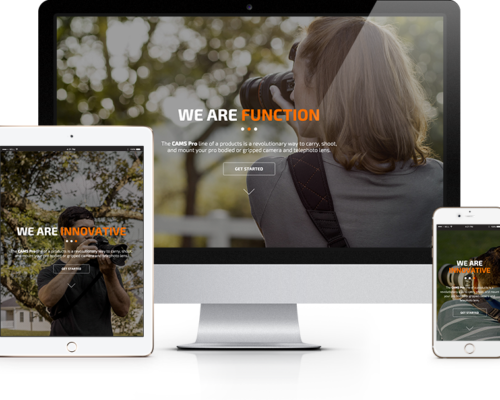 WE ARE FUNCTION
The CAMS Pro line of a products is a revolutionary way to carry, shoot,
and mount your pro bodied or gripped camera and telephoto lens.
GET STARTED
WE ARE INNOVATIVE
The CAMS Pro line of a products is a revolutionary way to carry, shoot,
and mount your pro bodied or gripped camera and telephoto lens.
GET STARTED
WE ARE
INNOVATIVE
GET STARTED